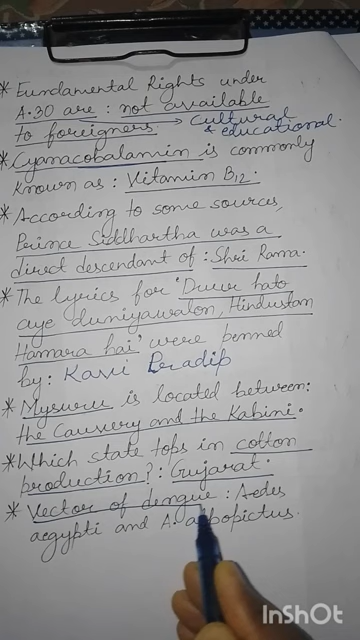 * Fundamental Rights under
A.30 are : not available
to foreigners. → cultural
& educational.
* Cyanacobalamin is commonly
known as : Vitamin B12.
* According to some sources,
Prince Siddhartha was a
direct descendant of : Shri Rama.
* The lyrics for 'Duur hato
aye duniyawalon, Hindustan
Hamara hai' were penned
by : Kavi Pradip
* Mysuru is located between :
the Cauvery and the Kabini.
* Which state tops in cotton
production? : Gujarat.
* Vector of dengue : Aedes
aegypti and A. albopictus.
InShOt